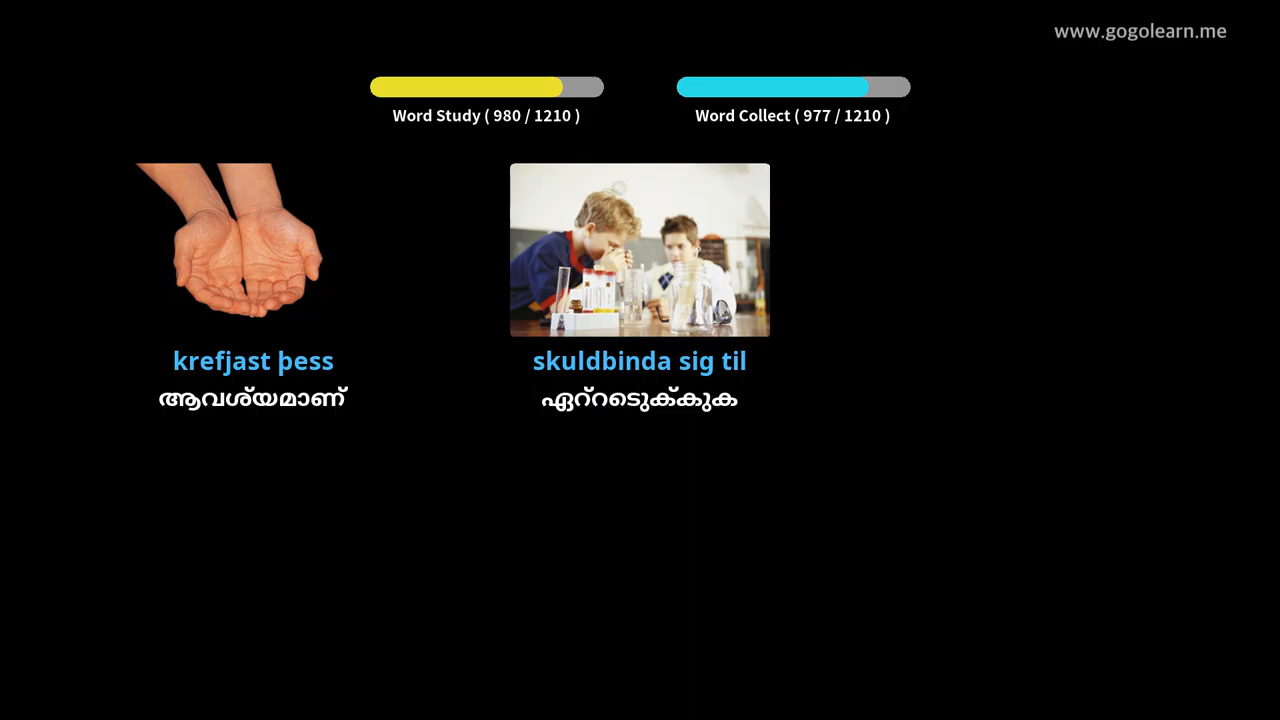 www.gogolearn.me
Word Study ( 980 / 1210 )
Word Collect ( 977 / 1210 )
krefjast þess
skuldbinda sig til
ആവശ്യമാണ്
ഏറ്റടെുക്കുക